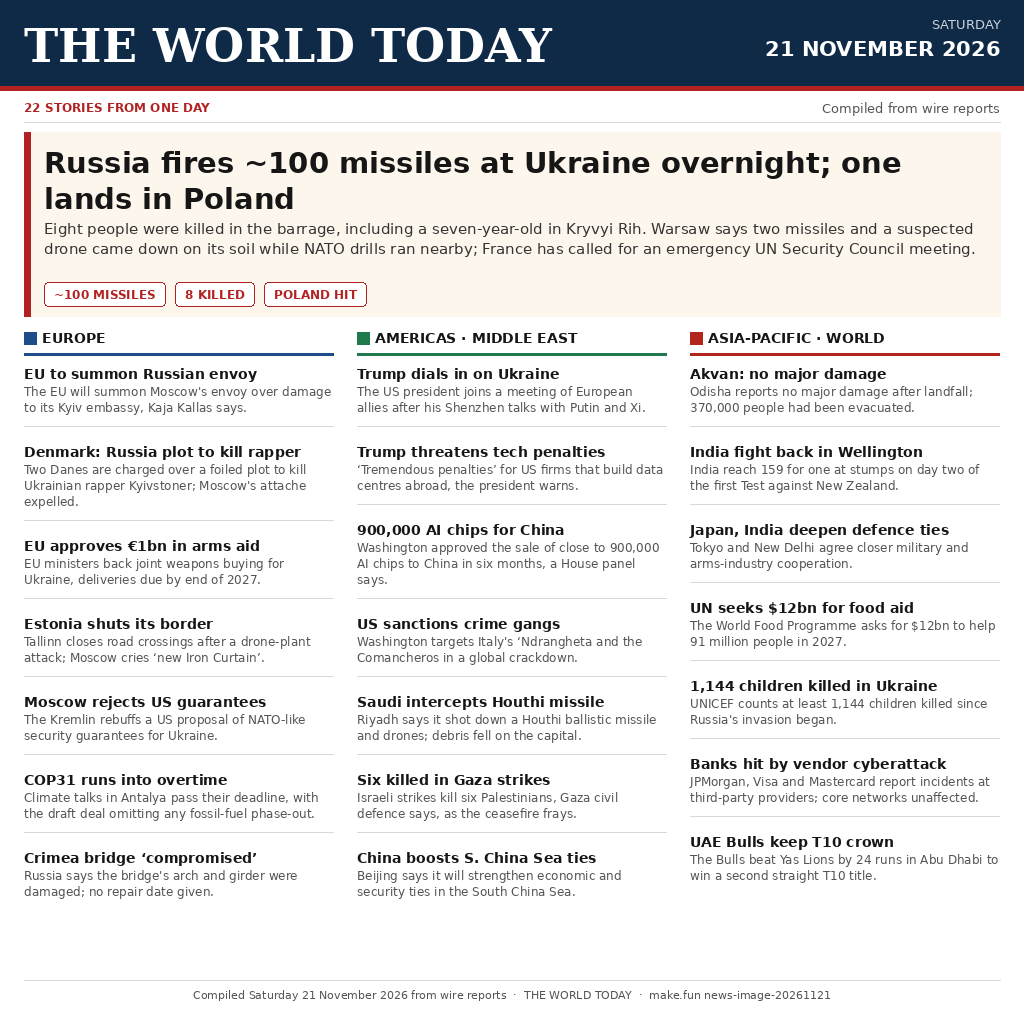 THE WORLD TODAY
SATURDAY
21 NOVEMBER 2026
22 STORIES FROM ONE DAY
Compiled from wire reports
Russia fires ~100 missiles at Ukraine overnight; one
lands in Poland
Eight people were killed in the barrage, including a seven-year-old in Kryvyi Rih. Warsaw says two missiles and a suspected
drone came down on its soil while NATO drills ran nearby; France has called for an emergency UN Security Council meeting.
~100 MISSILES
8 KILLED
POLAND HIT
EUROPE
EU to summon Russian envoy
The EU will summon Moscow's envoy over damage
to its Kyiv embassy, Kaja Kallas says.
Denmark: Russia plot to kill rapper
Two Danes are charged over a foiled plot to kill
Ukrainian rapper Kyivstoner; Moscow's attache
expelled.
EU approves €1bn in arms aid
EU ministers back joint weapons buying for
Ukraine, deliveries due by end of 2027.
Estonia shuts its border
Tallinn closes road crossings after a drone-plant
attack; Moscow cries ‘new Iron Curtain’.
Moscow rejects US guarantees
The Kremlin rebuffs a US proposal of NATO-like
security guarantees for Ukraine.
COP31 runs into overtime
Climate talks in Antalya pass their deadline, with
the draft deal omitting any fossil-fuel phase-out.
Crimea bridge ‘compromised’
Russia says the bridge's arch and girder were
damaged; no repair date given.
AMERICAS · MIDDLE EAST
Trump dials in on Ukraine
The US president joins a meeting of European
allies after his Shenzhen talks with Putin and Xi.
Trump threatens tech penalties
‘Tremendous penalties’ for US firms that build data
centres abroad, the president warns.
900,000 AI chips for China
Washington approved the sale of close to 900,000
AI chips to China in six months, a House panel
says.
US sanctions crime gangs
Washington targets Italy's ‘Ndrangheta and the
Comancheros in a global crackdown.
Saudi intercepts Houthi missile
Riyadh says it shot down a Houthi ballistic missile
and drones; debris fell on the capital.
Six killed in Gaza strikes
Israeli strikes kill six Palestinians, Gaza civil
defence says, as the ceasefire frays.
China boosts S. China Sea ties
Beijing says it will strengthen economic and
security ties in the South China Sea.
ASIA-PACIFIC · WORLD
Akvan: no major damage
Odisha reports no major damage after landfall;
370,000 people had been evacuated.
India fight back in Wellington
India reach 159 for one at stumps on day two of
the first Test against New Zealand.
Japan, India deepen defence ties
Tokyo and New Delhi agree closer military and
arms-industry cooperation.
UN seeks $12bn for food aid
The World Food Programme asks for $12bn to help
91 million people in 2027.
1,144 children killed in Ukraine
UNICEF counts at least 1,144 children killed since
Russia's invasion began.
Banks hit by vendor cyberattack
JPMorgan, Visa and Mastercard report incidents at
third-party providers; core networks unaffected.
UAE Bulls keep T10 crown
The Bulls beat Yas Lions by 24 runs in Abu Dhabi to
win a second straight T10 title.
Compiled Saturday 21 November 2026 from wire reports · THE WORLD TODAY · make.fun news-image-20261121